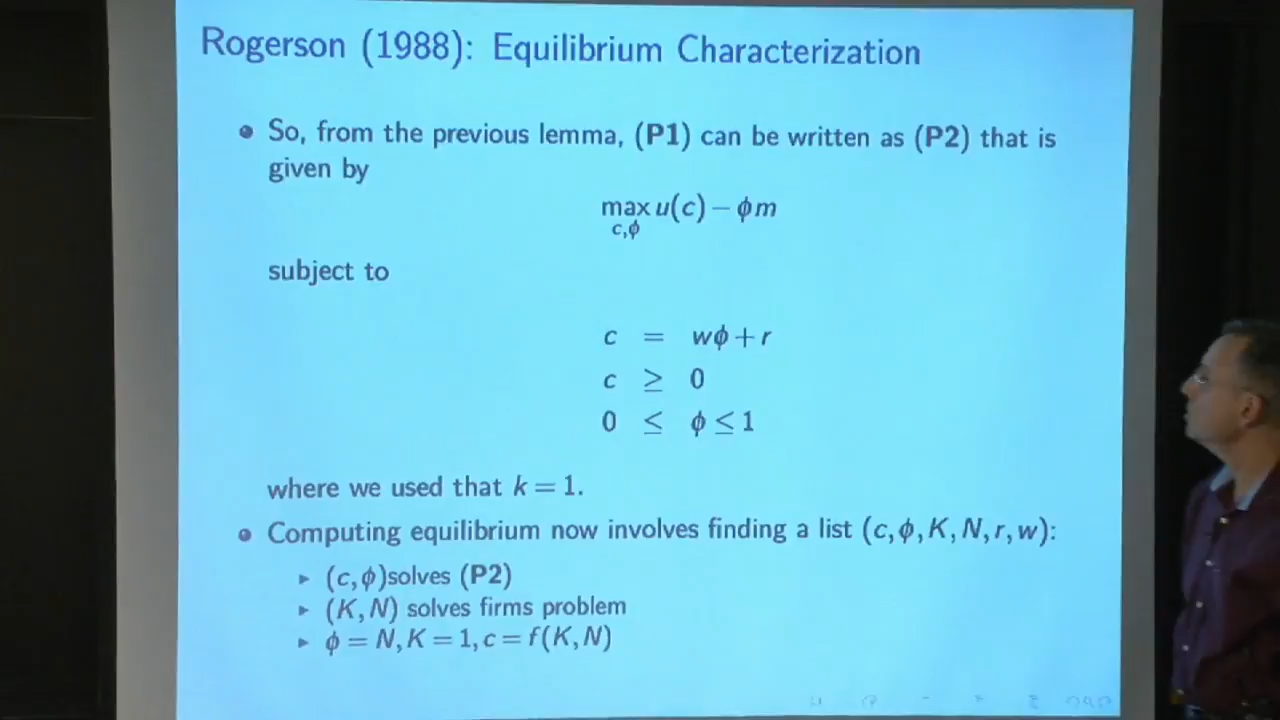 Rogerson (1988): Equilibrium Characterization
So, from the previous lemma, (P1) can be written as (P2) that is
given by
max u(c) − ϕm
c,ϕ
subject to
c = wϕ + r
c ≥ 0
0 ≤ ϕ ≤ 1
where we used that k = 1.
Computing equilibrium now involves finding a list (c, ϕ, K, N, r, w):
(c, ϕ)solves (P2)
(K, N) solves firms problem
ϕ = N, K = 1, c = f(K, N)